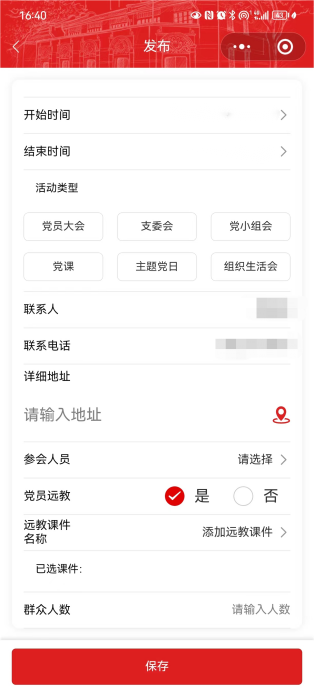 16:40
发布
开始时间
结束时间
活动类型
党员大会 支委会 党小组会
党课 主题党日 组织生活会
联系人
联系电话
详细地址
请输入地址
参会人员 请选择
党员远教 是 否
远教课件
名称 添加远教课件
已选课件:
群众人数 请输入人数
保存